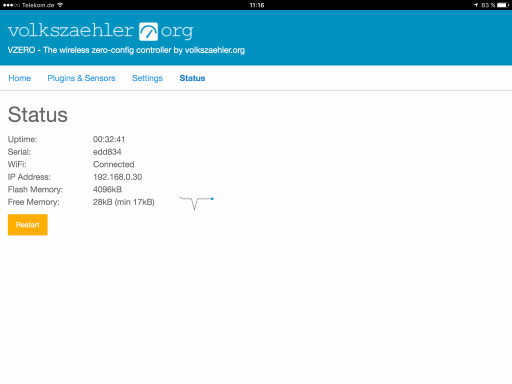 Telekom.de 11:16 83 %
volkszaehler org
VZERO - The wireless zero-config controller by volkszaehler.org
Home Plugins & Sensors Settings Status
Status
Uptime: 00:32:41
Serial: edd834
WiFi: Connected
IP Address: 192.168.0.30
Flash Memory: 4096kB
Free Memory: 28kB (min 17kB)
Restart